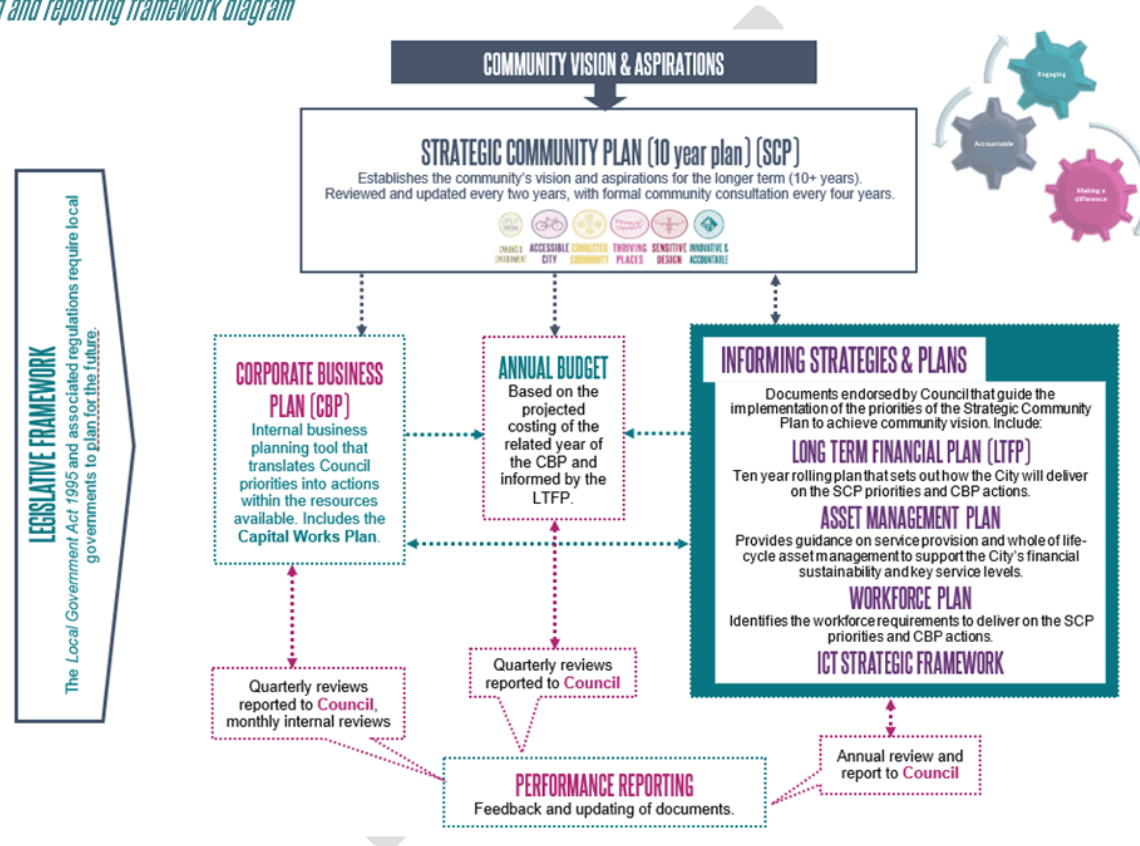 and reporting framework diagram
COMMUNITY VISION & ASPIRATIONS
Engaging
Accountable
Making a
difference
STRATEGIC COMMUNITY PLAN (10 year plan) (SCP)
Establishes the community's vision and aspirations for the longer term (10+ years).
Reviewed and updated every two years, with formal community consultation every four years.
ENHANCED
ENVIRONMENT
ACCESSIBLE
CITY
CONNECTED
COMMUNITY
THRIVING
PLACES
SENSITIVE
DESIGN
INNOVATIVE &
ACCOUNTABLE
LEGISLATIVE FRAMEWORK
The Local Government Act 1995 and associated regulations require local
governments to plan for the future.
CORPORATE BUSINESS
PLAN (CBP)
Internal business
planning tool that
translates Council
priorities into actions
within the resources
available. Includes the
Capital Works Plan.
ANNUAL BUDGET
Based on the
projected
costing of the
related year of
the CBP and
informed by the
LTFP.
INFORMING STRATEGIES & PLANS
Documents endorsed by Council that guide the
implementation of the priorities of the Strategic Community
Plan to achieve community vision. Include:
LONG TERM FINANCIAL PLAN (LTFP)
Ten year rolling plan that sets out how the City will deliver
on the SCP priorities and CBP actions.
ASSET MANAGEMENT PLAN
Provides guidance on service provision and whole of life-
cycle asset management to support the City's financial
sustainability and key service levels.
WORKFORCE PLAN
Identifies the workforce requirements to deliver on the SCP
priorities and CBP actions.
ICT STRATEGIC FRAMEWORK
Quarterly reviews
reported to Council,
monthly internal reviews
Quarterly reviews
reported to Council
Annual review and
report to Council
PERFORMANCE REPORTING
Feedback and updating of documents.